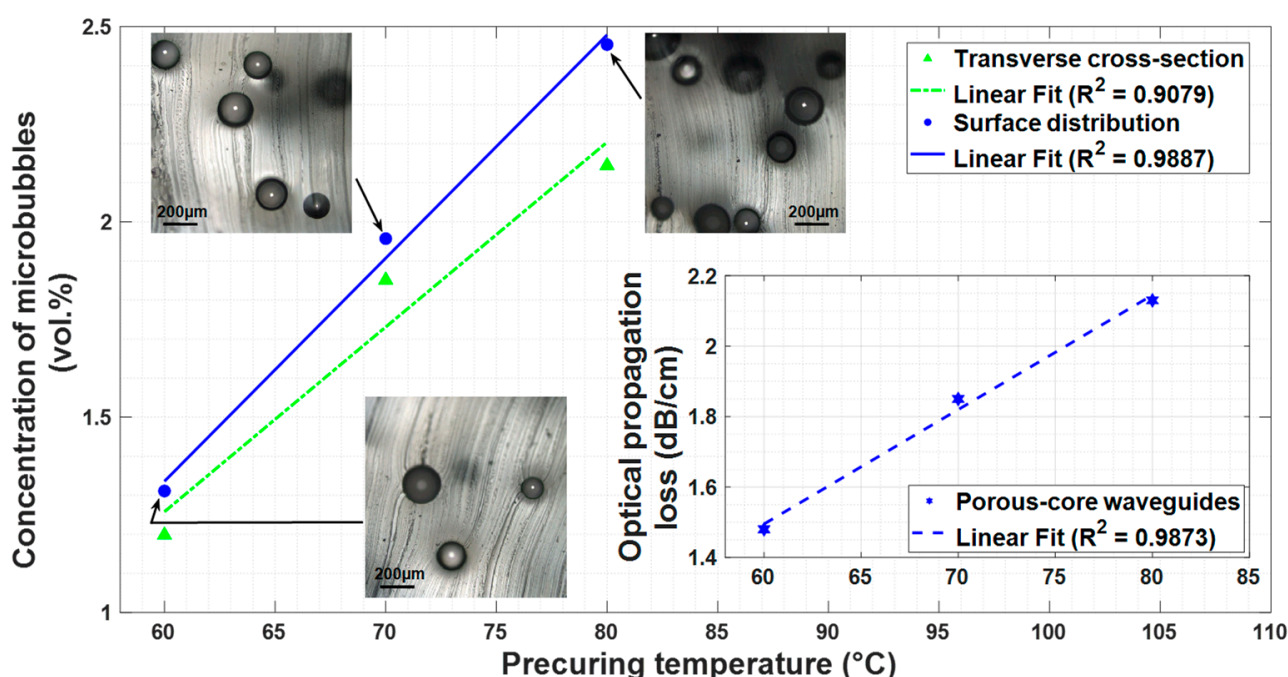 Concentration of microbubbles
(vol.%)
2.5
2
1.5
1
200µm
200µm
200µm
Transverse cross-section
Linear Fit (R² = 0.9079)
Surface distribution
Linear Fit (R² = 0.9887)
Optical propagation
loss (dB/cm)
2.2
2
1.8
1.6
1.4
Porous-core waveguides
Linear Fit (R² = 0.9873)
60 65 70 75 80 85
60 65 70 75 80 85 90 95 100 105 110
Precuring temperature (°C)